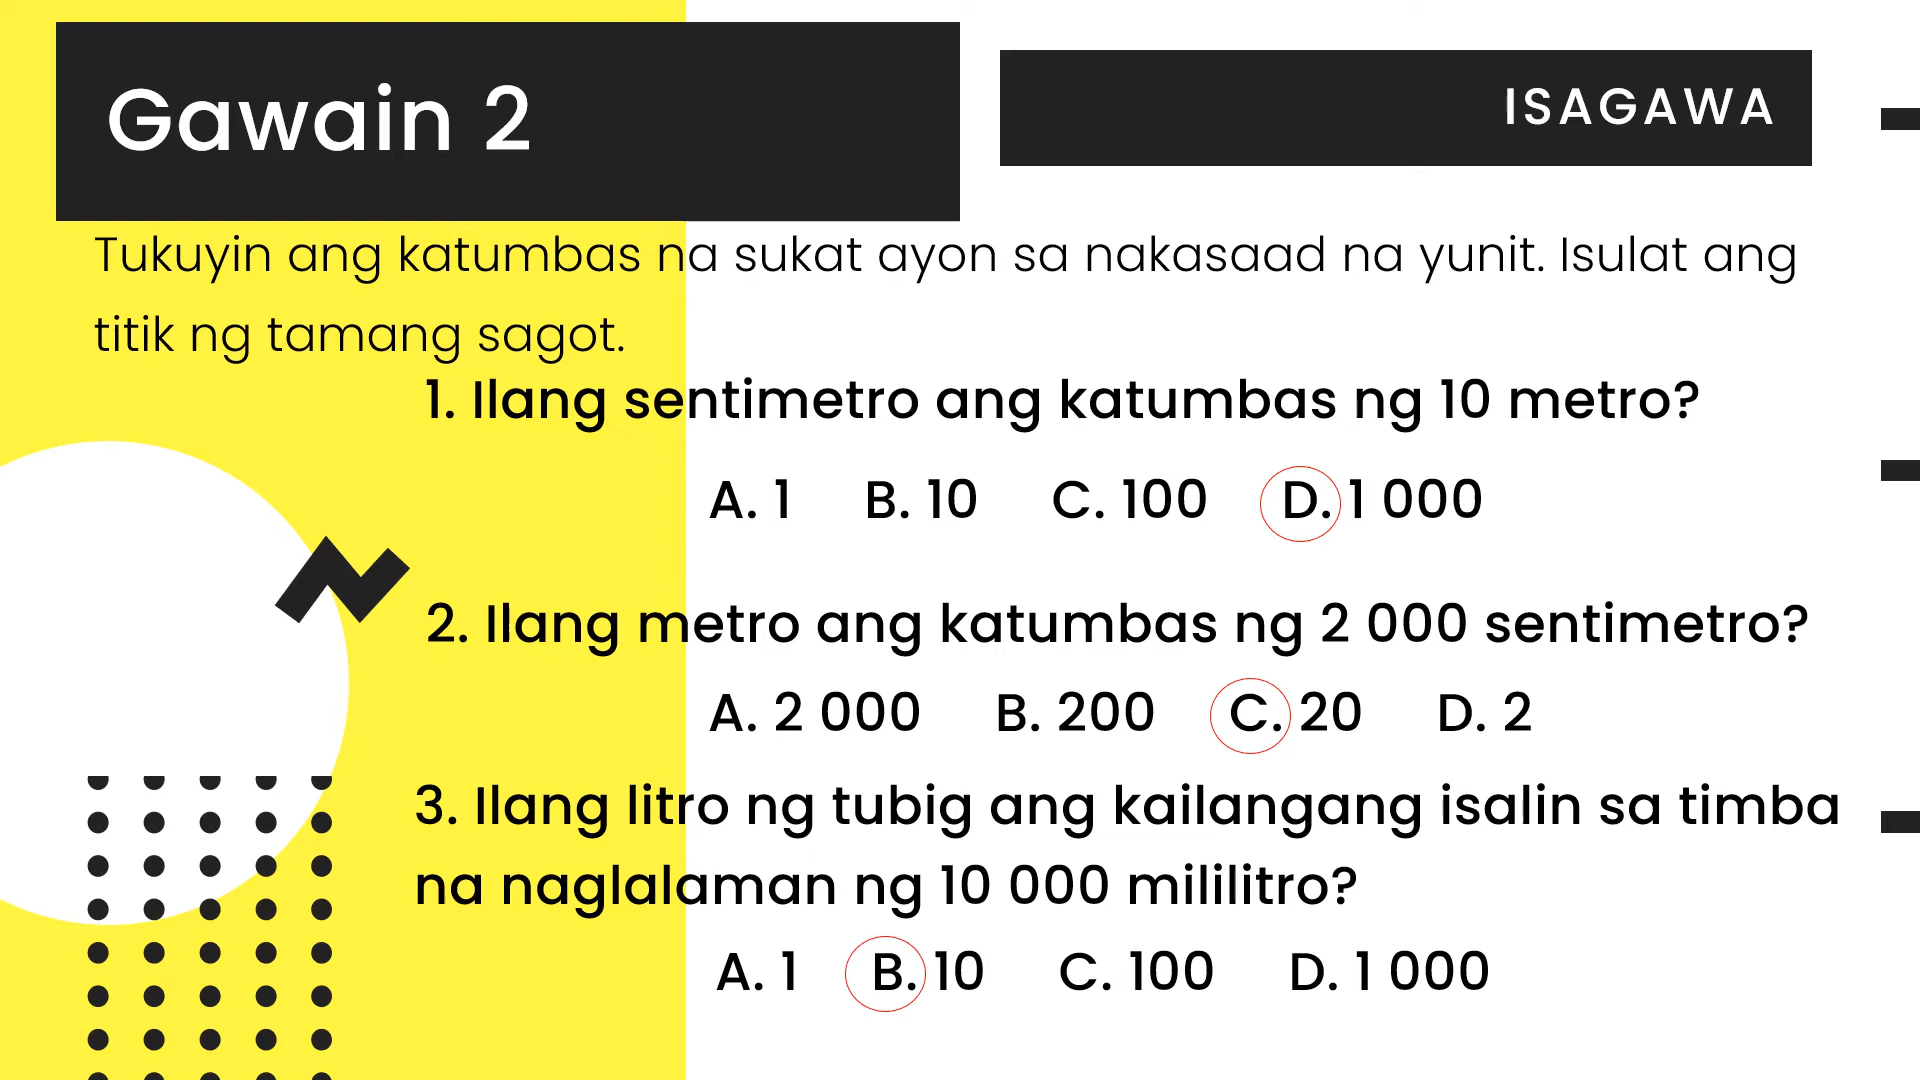 Gawain 2
ISAGAWA
Tukuyin ang katumbas na sukat ayon sa nakasaad na yunit. Isulat ang
titik ng tamang sagot.
1. Ilang sentimetro ang katumbas ng 10 metro?
A. 1 B. 10 C. 100 D. 1 000
2. Ilang metro ang katumbas ng 2 000 sentimetro?
A. 2 000 B. 200 C. 20 D. 2
3. Ilang litro ng tubig ang kailangang isalin sa timba
na naglalaman ng 10 000 mililitro?
A. 1 B. 10 C. 100 D. 1 000